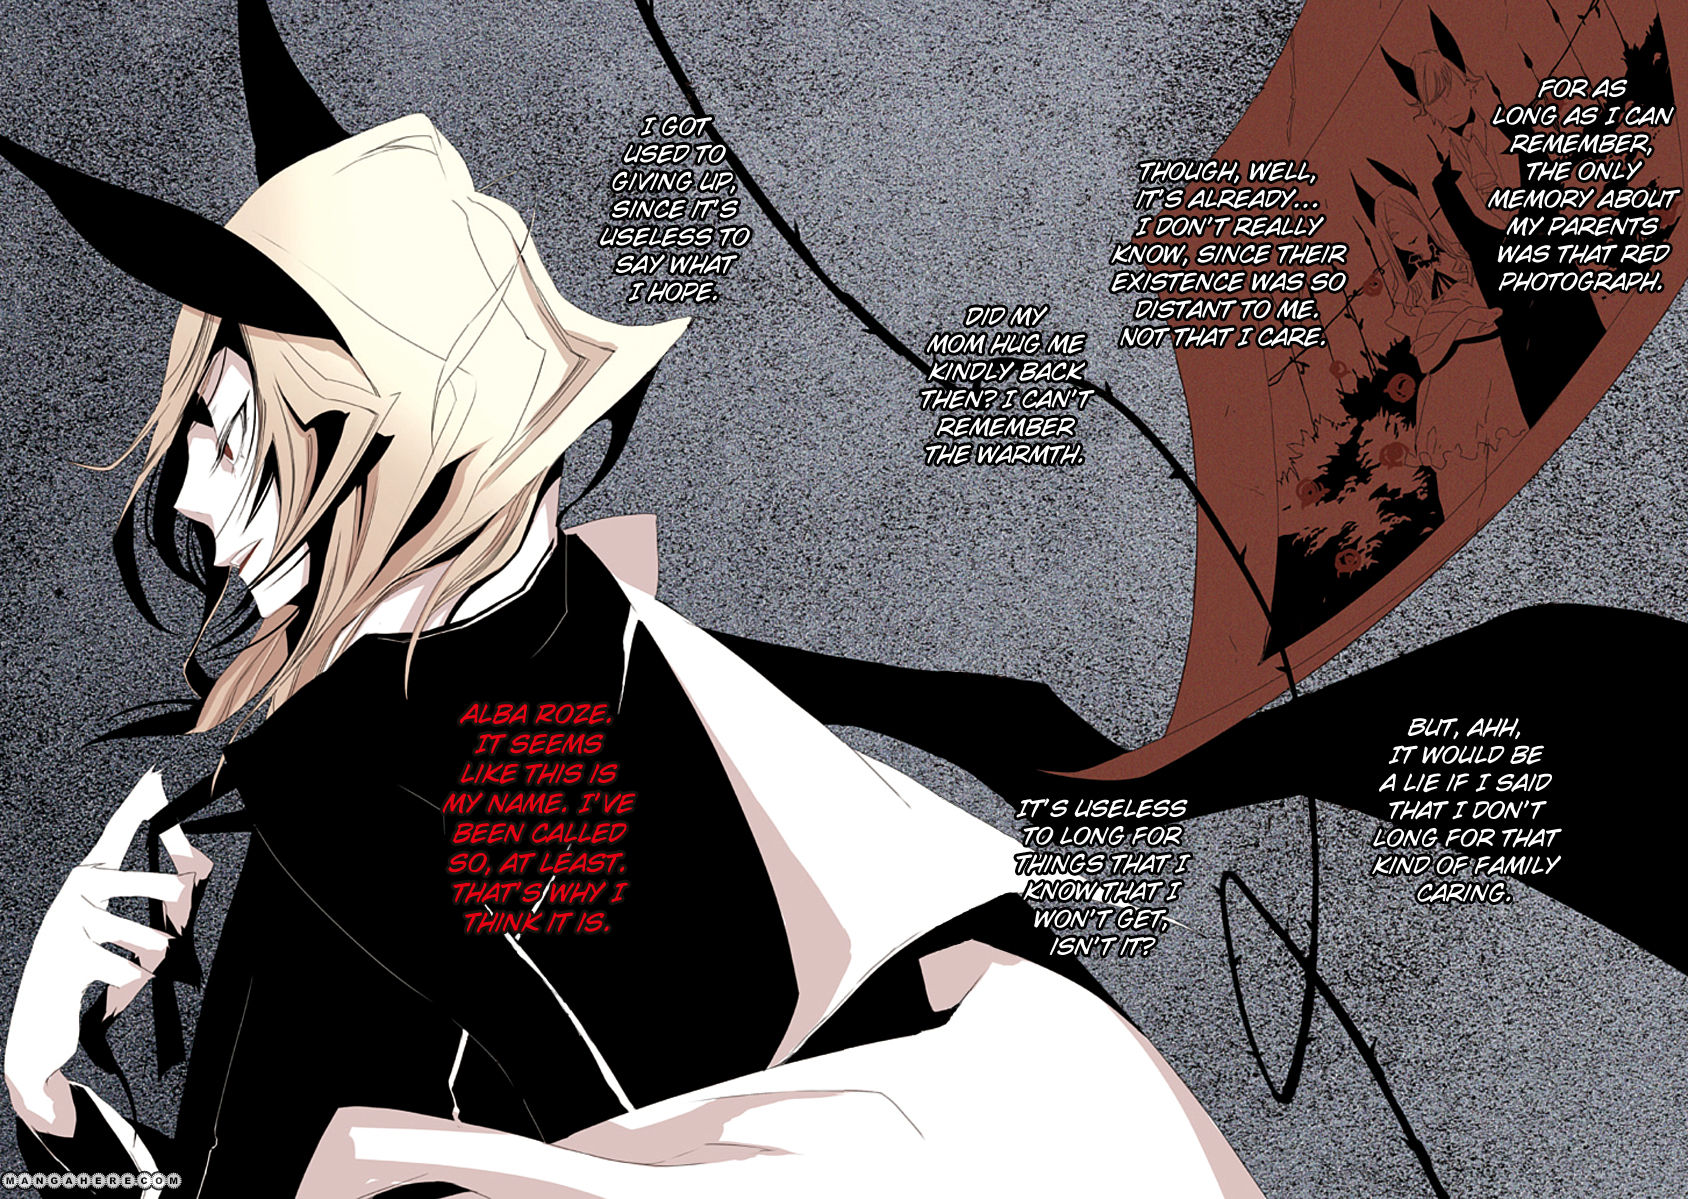 FOR AS
LONG AS I CAN
REMEMBER,
THE ONLY
MEMORY ABOUT
MY PARENTS
WAS THAT RED
PHOTOGRAPH.
THOUGH, WELL,
IT'S ALREADY...
I DON'T REALLY
KNOW, SINCE THEIR
EXISTENCE WAS SO
DISTANT TO ME.
NOT THAT I CARE.
DID MY
MOM HUG ME
KINDLY BACK
THEN? I CAN'T
REMEMBER
THE WARMTH.
BUT, AHH,
IT WOULD BE
A LIE IF I SAID
THAT I DON'T
LONG FOR THAT
KIND OF FAMILY
CARING.
IT'S USELESS
TO LONG FOR
THINGS THAT I
KNOW THAT I
WON'T GET,
ISN'T IT?
I GOT
USED TO
GIVING UP,
SINCE IT'S
USELESS TO
SAY WHAT
I HOPE.
ALBA ROZE.
IT SEEMS
LIKE THIS IS
MY NAME. I'VE
BEEN CALLED
SO, AT LEAST.
THAT'S WHY I
THINK IT IS.
MANGAHERE.COM